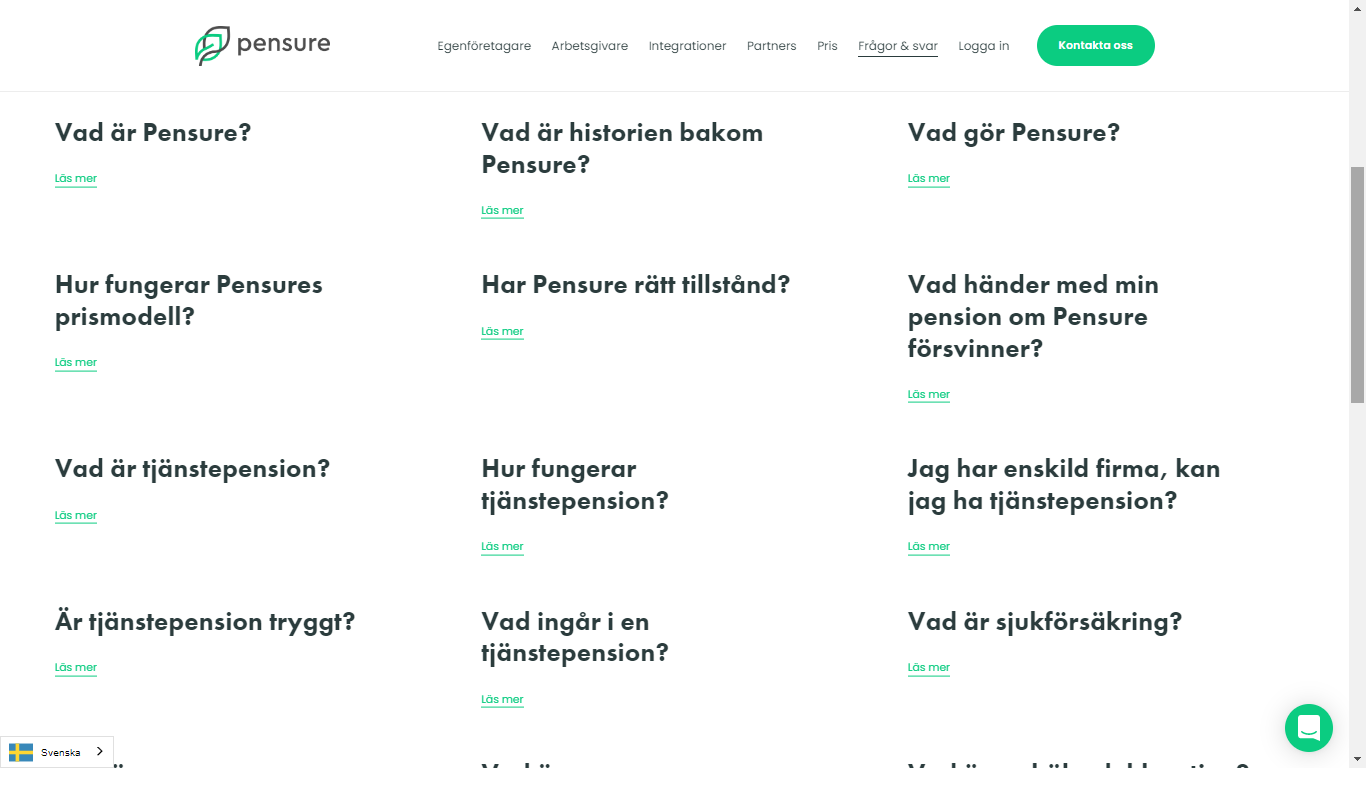 pensure
Egenföretagare Arbetsgivare Integrationer Partners Pris Frågor & svar Logga in Kontakta oss
Vad är Pensure?
Läs mer
Vad är historien bakom
Pensure?
Läs mer
Vad gör Pensure?
Läs mer
Hur fungerar Pensures
prismodell?
Läs mer
Har Pensure rätt tillstånd?
Läs mer
Vad händer med min
pension om Pensure
försvinner?
Läs mer
Vad är tjänstepension?
Läs mer
Hur fungerar
tjänstepension?
Läs mer
Jag har enskild firma, kan
jag ha tjänstepension?
Läs mer
Är tjänstepension tryggt?
Läs mer
Vad ingår i en
tjänstepension?
Läs mer
Vad är sjukförsäkring?
Läs mer
Svenska